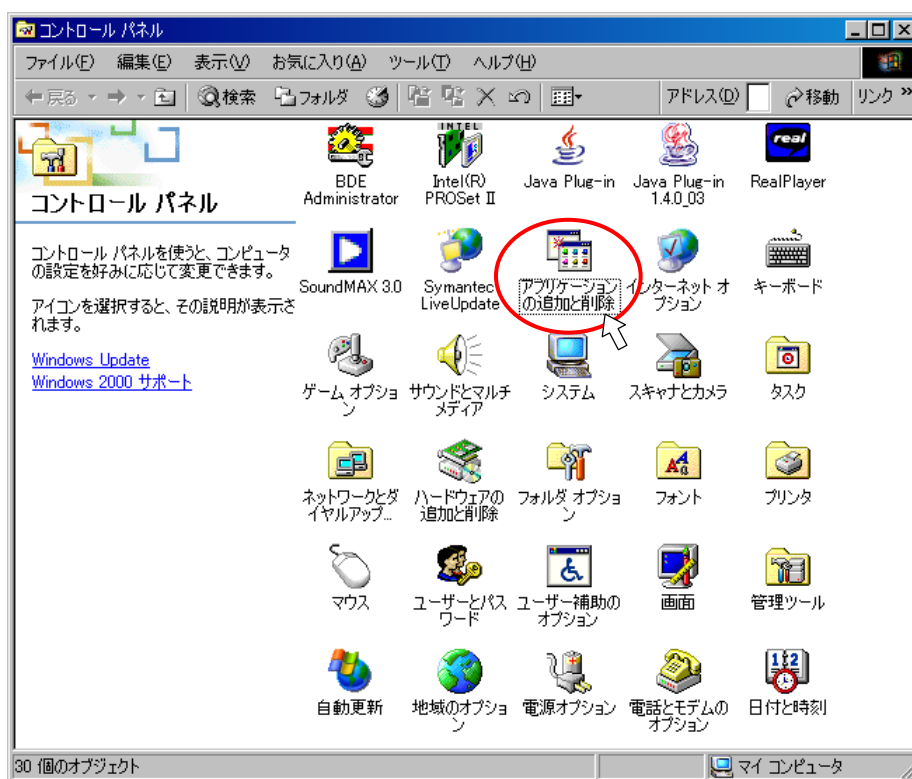 コントロール パネル
ファイル(F) 編集(E) 表示(V) お気に入り(A) ツール(T) ヘルプ(H)
戻る 検索 フォルダ アドレス(D) 移動 リンク »
コントロール パネル
コントロール パネルを使うと、コンピュータ
の設定を好みに応じて変更できます。
アイコンを選択すると、その説明が表示さ
れます。
Windows Update
Windows 2000 サポート
BDE
Administrator
INTEL
Intel(R)
PROSet II
Java Plug-in
Java Plug-in
1.4.0_03
real
RealPlayer
SoundMAX 3.0
Symantec
LiveUpdate
アプリケーション
の追加と削除
インターネット オ
プション
キーボード
ゲーム オプショ
ン
サウンドとマルチ
メディア
システム
スキャナとカメラ
タスク
ネットワークとダ
イヤルアップ...
ハードウェアの
追加と削除
フォルダ オプショ
ン
フォント
プリンタ
マウス
ユーザーとパス
ワード
ユーザー補助の
オプション
画面
管理ツール
自動更新
地域のオプショ
ン
電源オプション
電話とモデムの
オプション
日付と時刻
30 個のオブジェクト
マイ コンピュータ